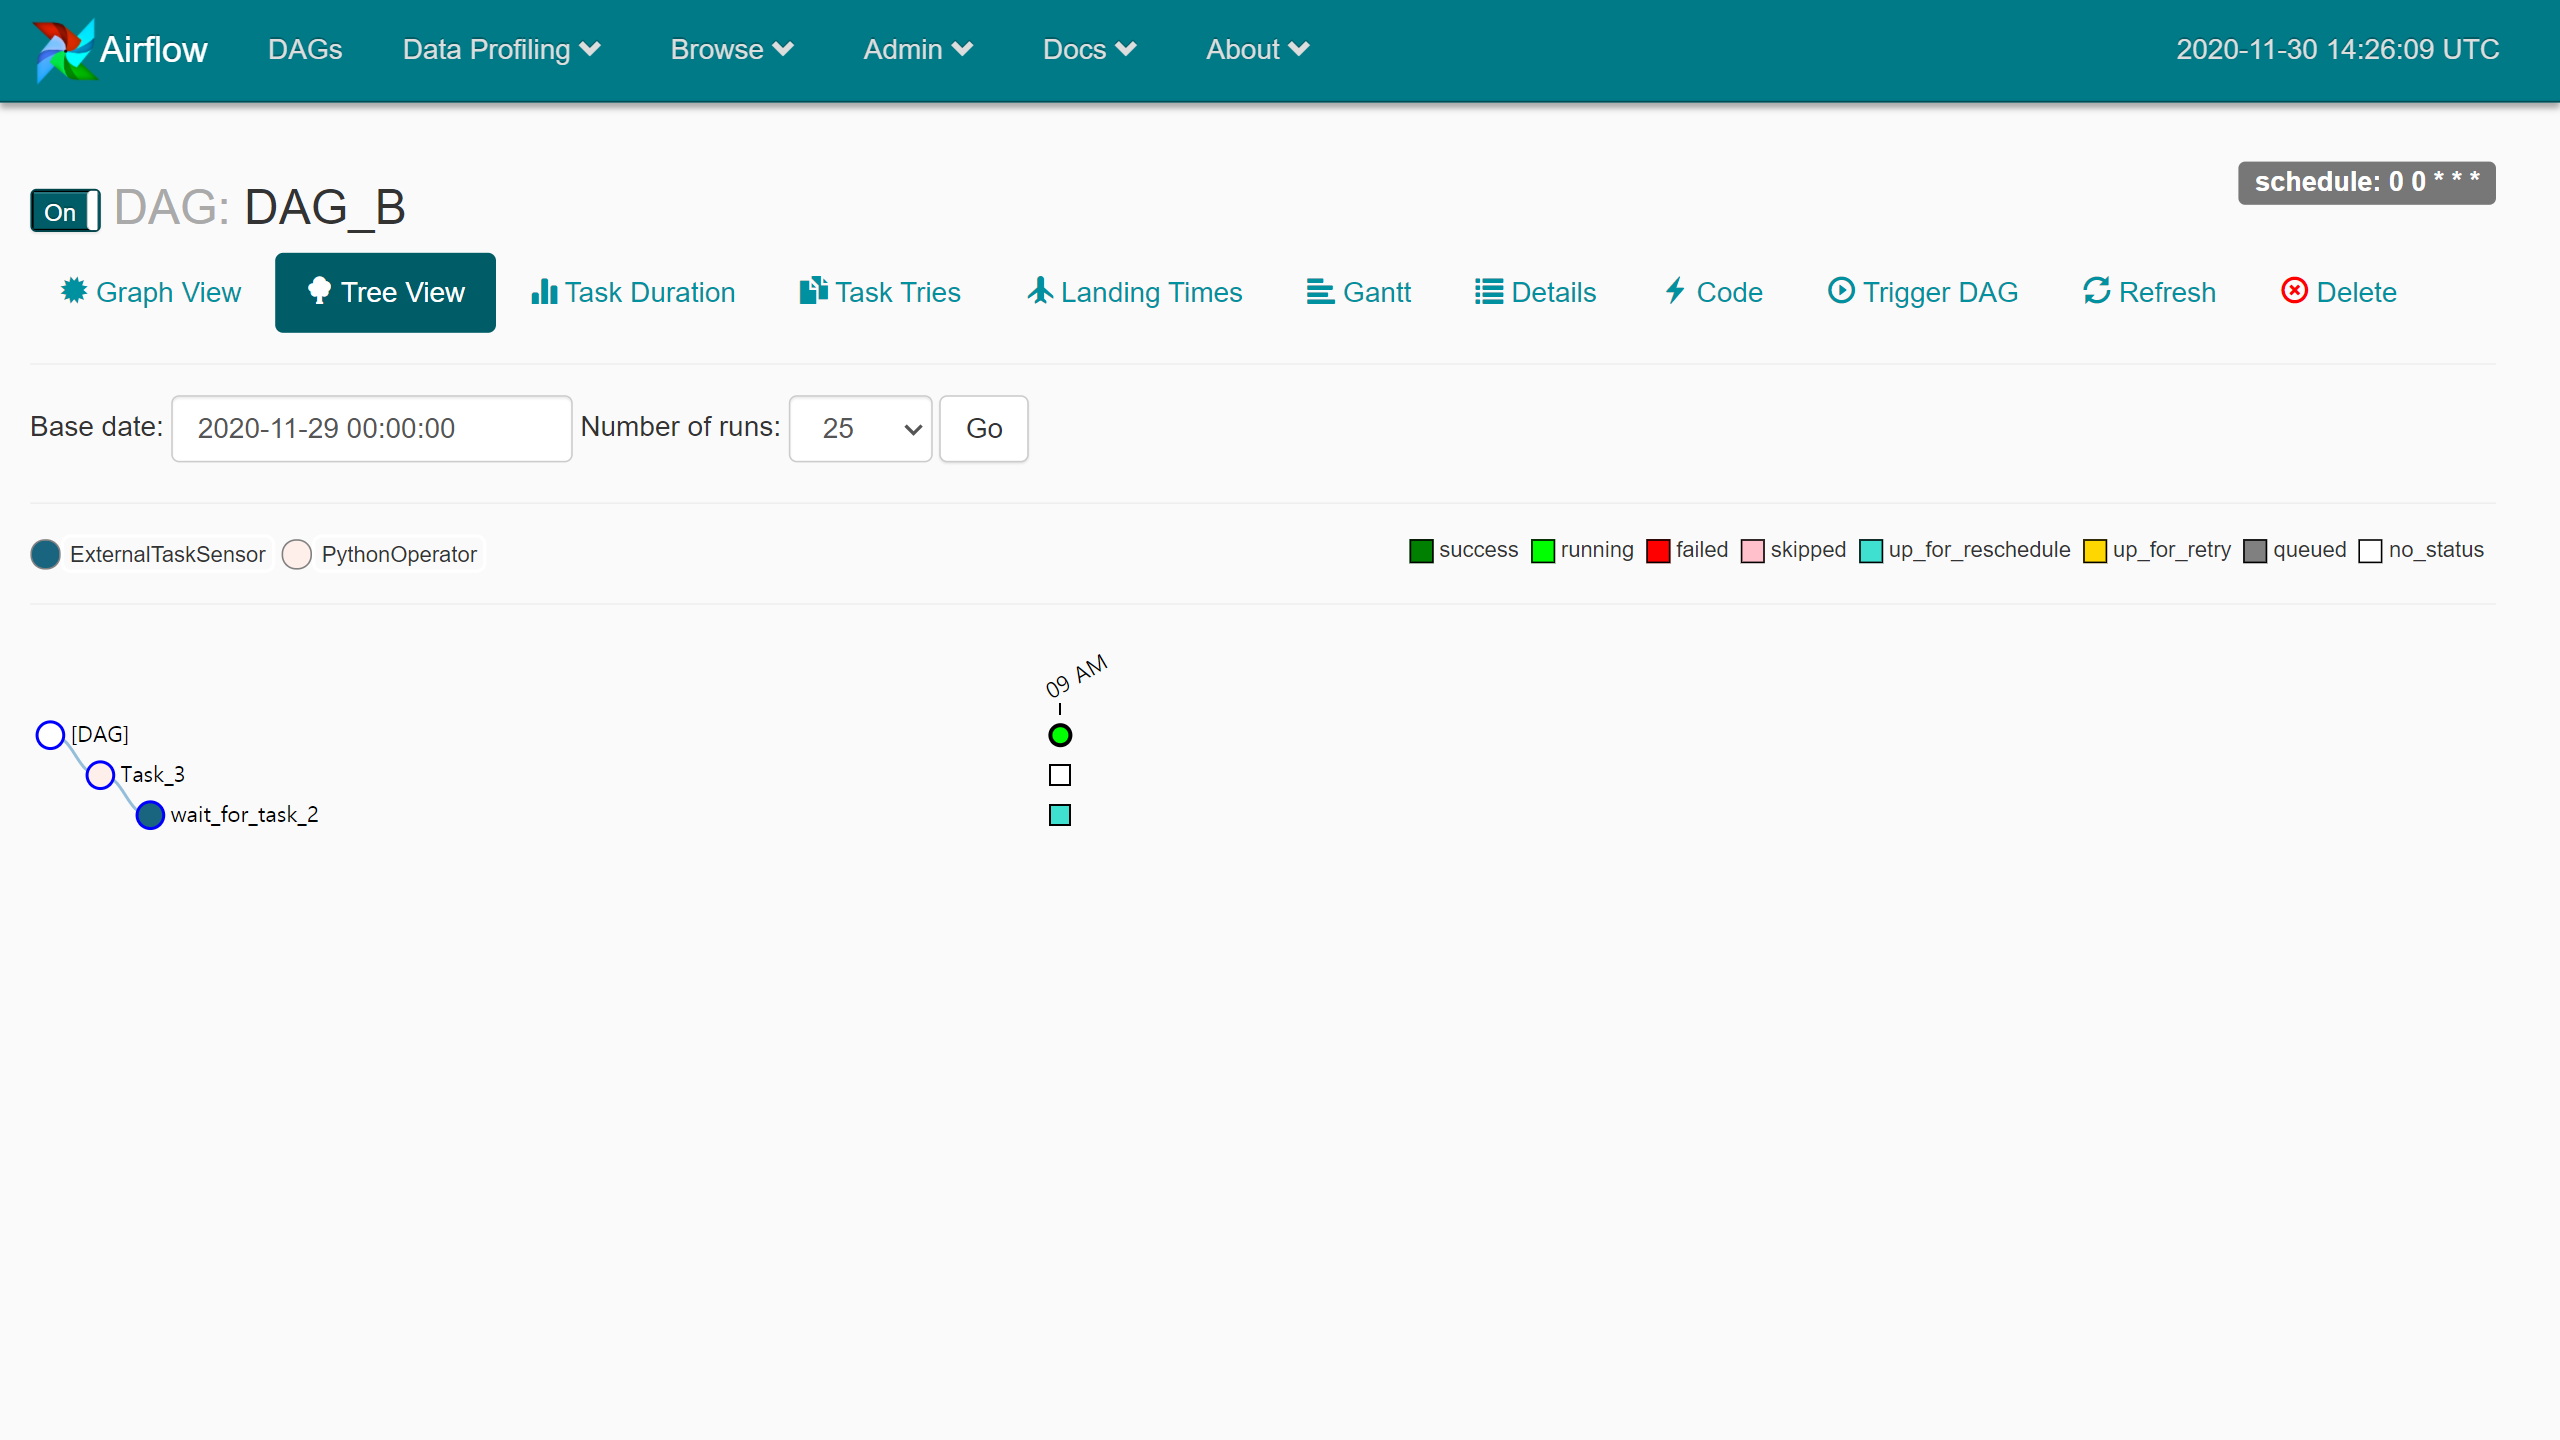 Airflow DAGs Data Profiling Browse Admin Docs About 2020-11-30 14:26:09 UTC
schedule: 0 0 * * *
On DAG: DAG_B
Graph View Tree View Task Duration Task Tries Landing Times Gantt Details Code Trigger DAG Refresh Delete
Base date: 2020-11-29 00:00:00 Number of runs: 25 Go
ExternalTaskSensor PythonOperator success running failed skipped up_for_reschedule up_for_retry queued no_status
09 AM
[DAG]
Task_3
wait_for_task_2